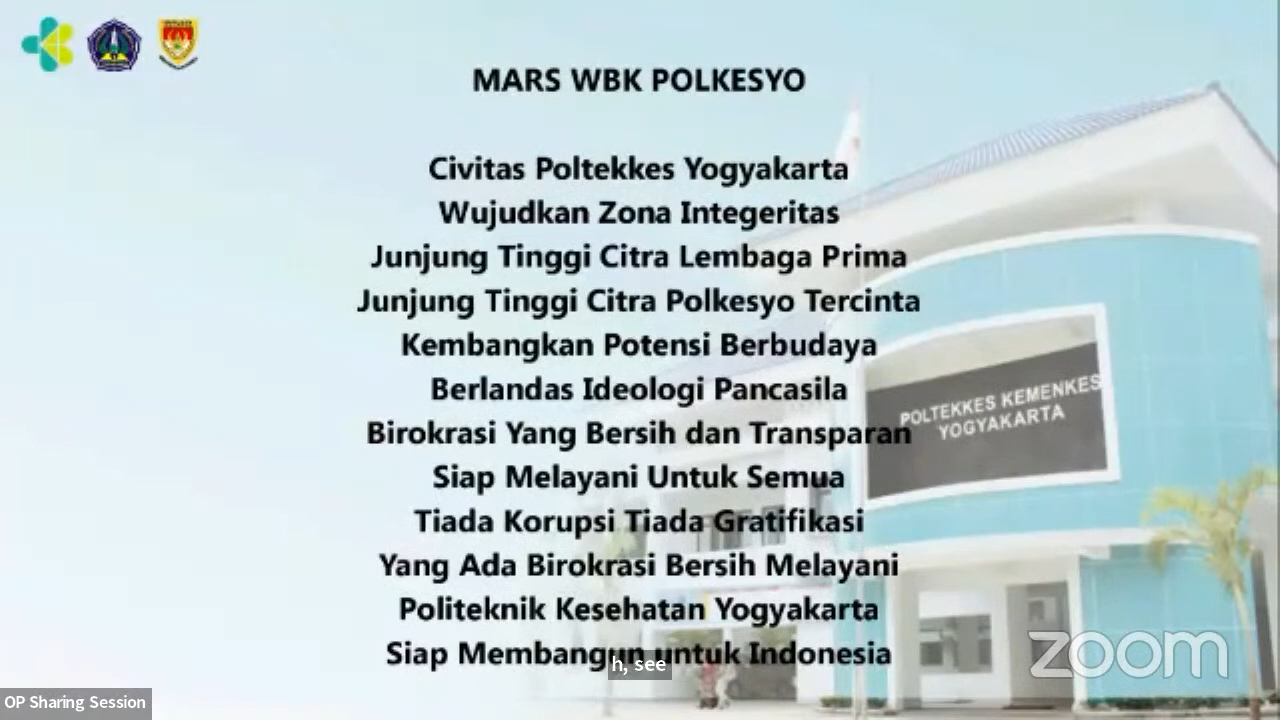 MARS WBK POLKESYO
Civitas Poltekkes Yogyakarta
Wujudkan Zona Integeritas
Junjung Tinggi Citra Lembaga Prima
Junjung Tinggi Citra Polkesyo Tercinta
Kembangkan Potensi Berbudaya
Berlandas Ideologi Pancasila
Birokrasi Yang Bersih dan Transparan
Siap Melayani Untuk Semua
Tiada Korupsi Tiada Gratifikasi
Yang Ada Birokrasi Bersih Melayani
Politeknik Kesehatan Yogyakarta
Siap Membangun untuk Indonesia
h, see
POLTEKKES KEMENKES
YOGYAKARTA
zoom
OP Sharing Session